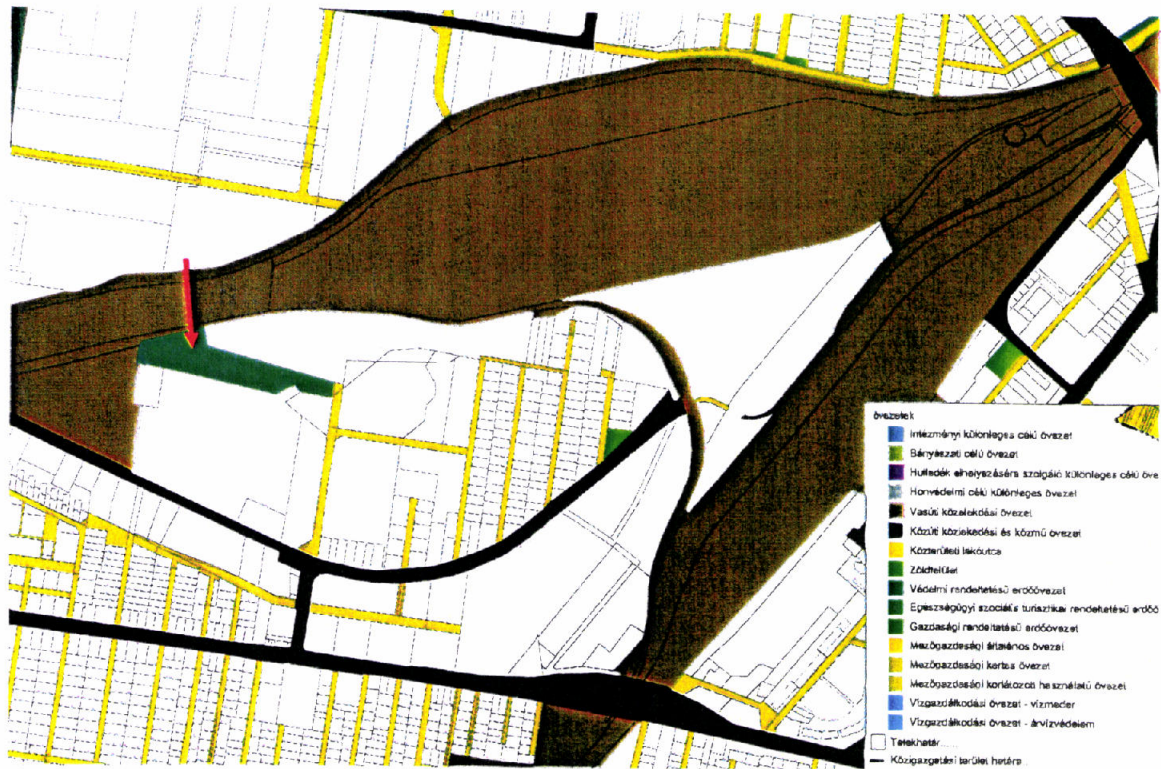 övezetek
Intézményi különleges célú övezet
Bányászati célú övezet
Hulladék elhelyezésére szolgáló különleges célú öve
Honvédelmi célú különleges övezet
Vasúti közlekedési övezet
Közúti közlekedési és közmű övezet
Közterületi lakóutca
Zöldfelület
Védelmi rendeltetésű erdőövezet
Egészségügyi szociális turisztikai rendeltetésű erdőö
Gazdasági rendeltetésű erdőövezet
Mezőgazdasági általános övezet
Mezőgazdasági kertes övezet
Mezőgazdasági korlátozott használatú övezet
Vízgazdálkodási övezet - vízmeder
Vízgazdálkodási övezet - árvízvédelem
Telekhatár......
Közigazgatási terület határa...